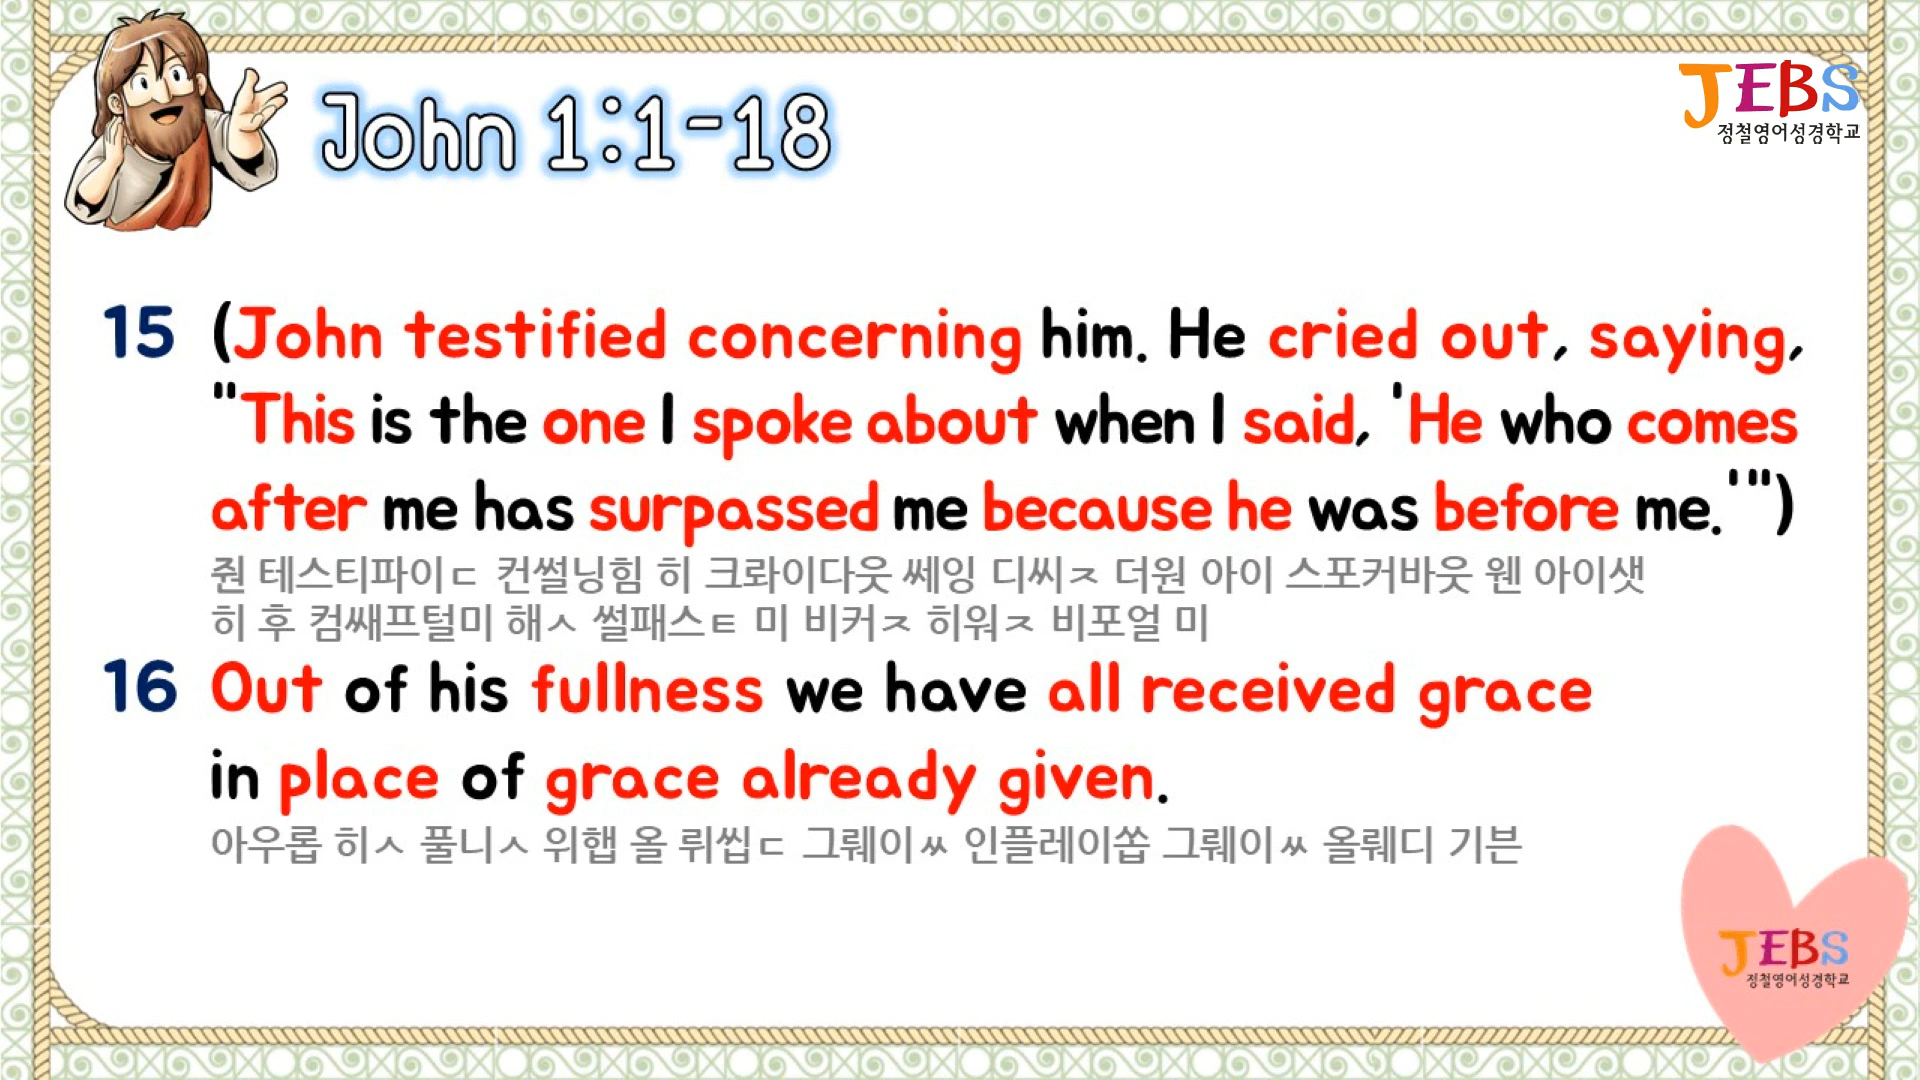 John 1:1-18
JEBS
정철영어성경학교
15 (John testified concerning him. He cried out, saying,
"This is the one I spoke about when I said, 'He who comes
after me has surpassed me because he was before me.'")
줜 테스티파이ㄷ 컨썰닝힘 히 크롸이다웃 쎄잉 디씨ㅈ 더원 아이 스포커바웃 웬 아이샛
히 후 컴쌔프털미 해ㅅ 썰패스ㅌ 미 비커ㅈ 히워ㅈ 비포얼 미
16 Out of his fullness we have all received grace
in place of grace already given.
아우롭 히ㅅ 풀니ㅅ 위햅 올 뤼씹ㄷ 그뤠이ㅆ 인플레이쏩 그뤠이ㅆ 올뤠디 기븐
JEBS
정철영어성경학교